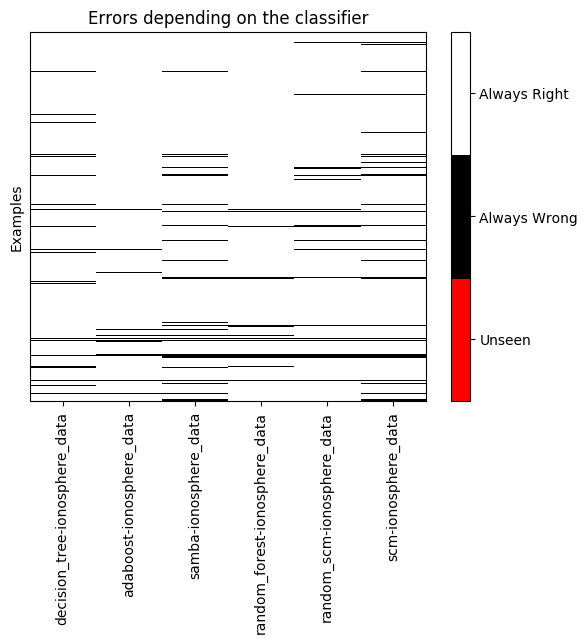 Errors depending on the classifier
Examples
Always Right
Always Wrong
Unseen
decision_tree-ionosphere_data
adaboost-ionosphere_data
samba-ionosphere_data
random_forest-ionosphere_data
random_scm-ionosphere_data
scm-ionosphere_data